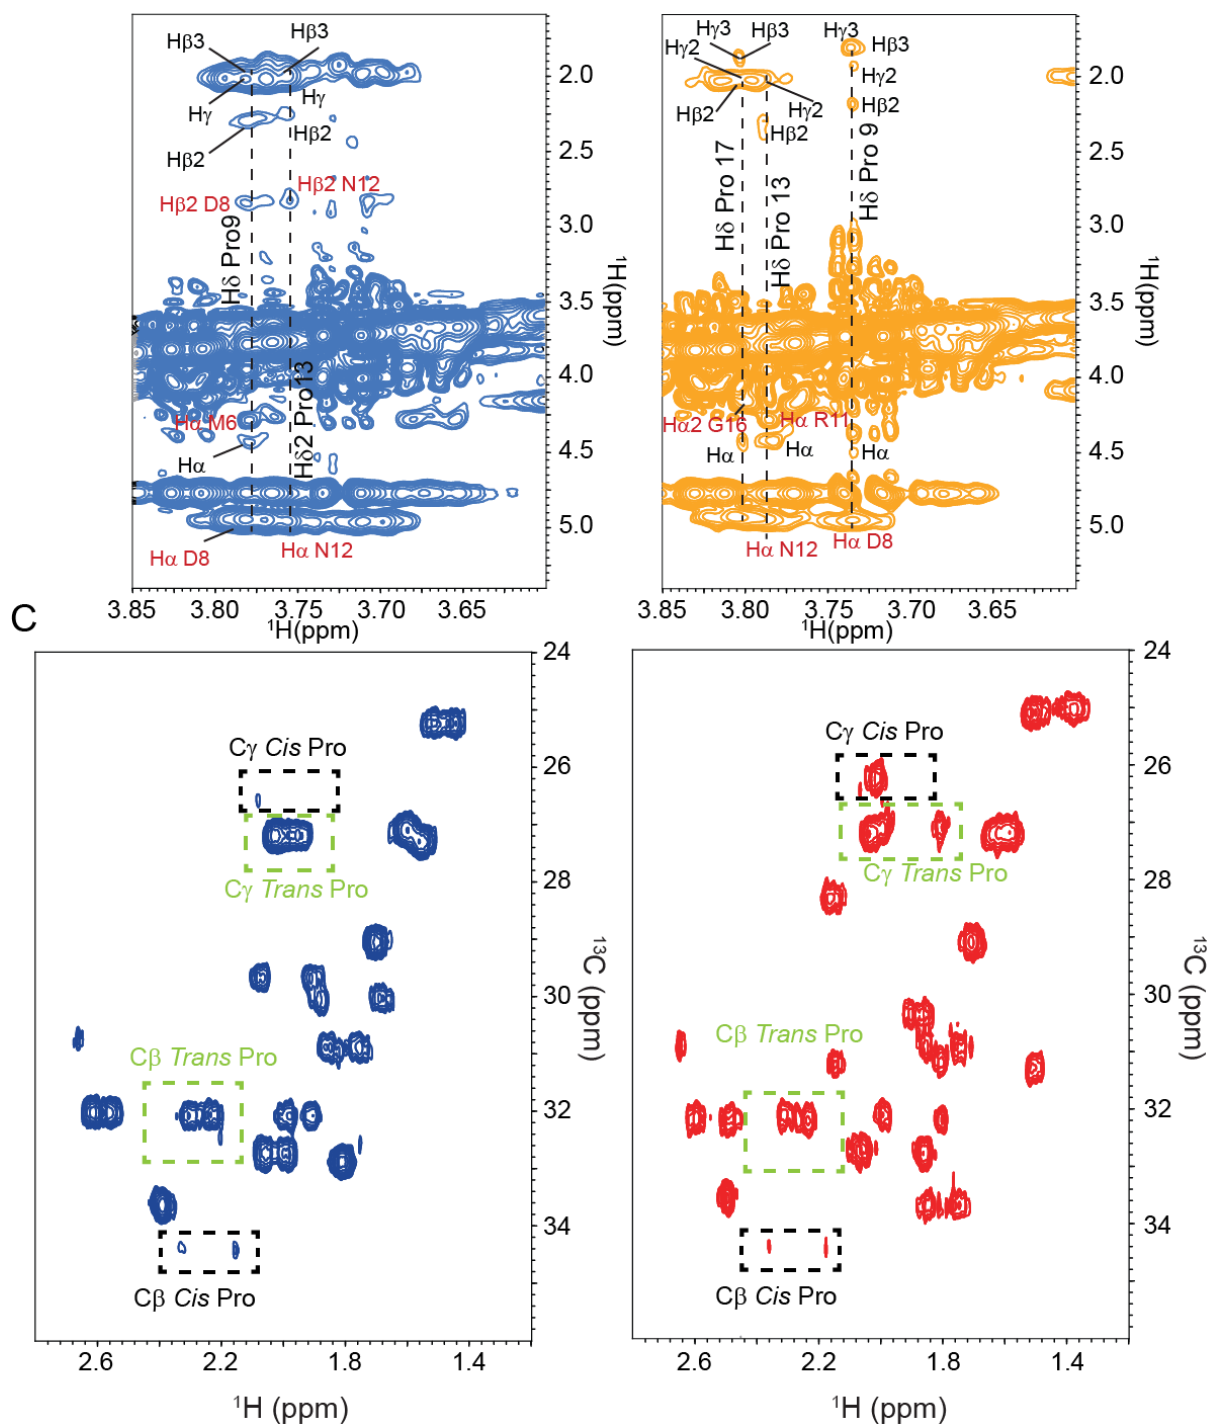 Hβ3
Hβ3
Hγ
Hγ
Hβ2
Hβ2
Hβ2 D8
Hβ2 N12
Hδ Pro9
Hδ2 Pro13
Hα M6
Hα
Hα D8
Hα N12
2.0
2.5
3.0
3.5
4.0
4.5
5.0
¹H(ppm)
3.85
3.80
3.75
3.70
3.65
¹H(ppm)
Hγ3
Hβ3
Hγ2
Hβ2
Hγ2
Hβ2
Hγ3
Hβ3
Hγ2
Hβ2
Hδ Pro 17
Hδ Pro 13
Hδ Pro 9
Hα2 G16
Hα R11
Hα
Hα
Hα
Hα N12
Hα D8
2.0
2.5
3.0
3.5
4.0
4.5
5.0
¹H(ppm)
3.85
3.80
3.75
3.70
3.65
¹H(ppm)
C
Cγ Cis Pro
Cγ Trans Pro
Cβ Trans Pro
Cβ Cis Pro
24
26
28
30
32
34
¹³C (ppm)
2.6
2.2
1.8
1.4
¹H (ppm)
Cγ Cis Pro
Cγ Trans Pro
Cβ Trans Pro
Cβ Cis Pro
24
26
28
30
32
34
¹³C (ppm)
2.6
2.2
1.8
1.4
¹H (ppm)